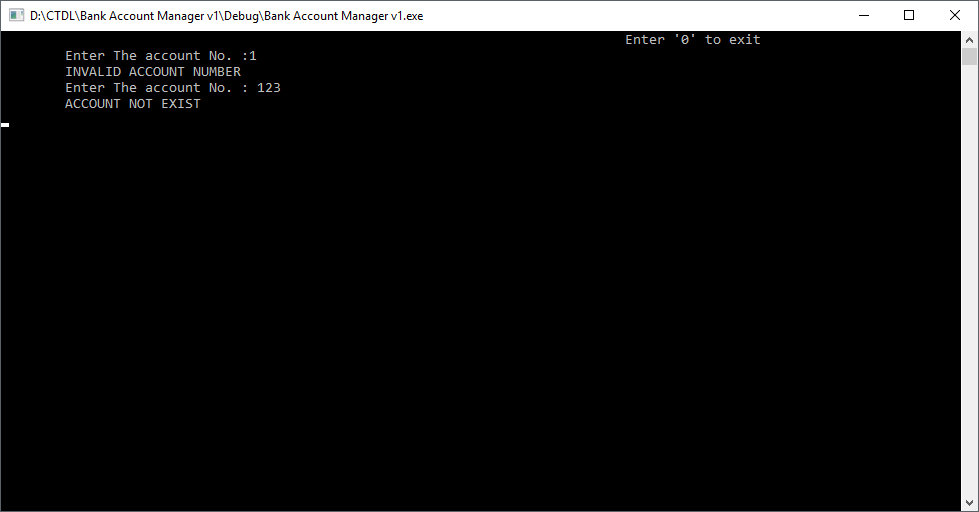 D:\CTDL\Bank Account Manager v1\Debug\Bank Account Manager v1.exe
Enter '0' to exit
Enter The account No. :1
INVALID ACCOUNT NUMBER
Enter The account No. : 123
ACCOUNT NOT EXIST